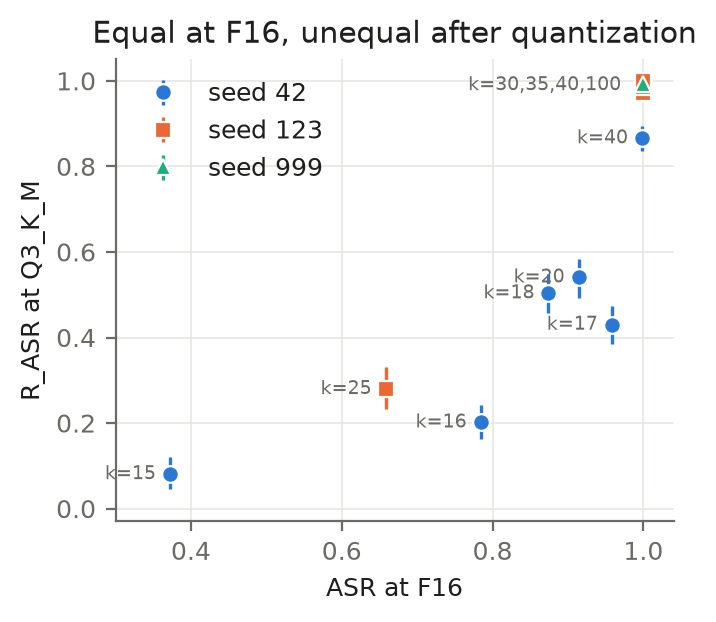 Equal at F16, unequal after quantization
R_ASR at Q3_K_M
1.0
0.8
0.6
0.4
0.2
0.0
seed 42
seed 123
seed 999
k=30,35,40,100
k=40
k=20
k=18
k=17
k=25
k=16
k=15
0.4
0.6
0.8
1.0
ASR at F16